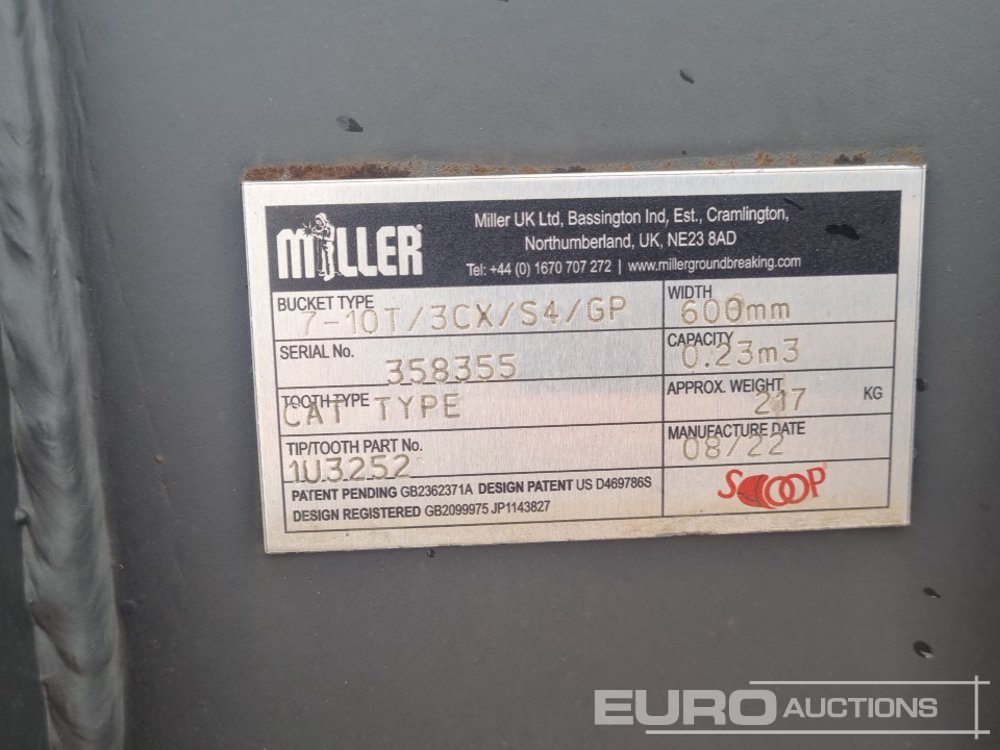 MILLER
Miller UK Ltd, Bassington Ind, Est., Cramlington,
Northumberland, UK, NE23 8AD
Tel: +44 (0) 1670 707 272 | www.millergroundbreaking.com
BUCKET TYPE
7-10T/3CX/S4/GP
WIDTH
600mm
SERIAL No.
358355
CAPACITY
0.23m3
TOOTH TYPE
CAT TYPE
APPROX. WEIGHT
217 KG
TIP/TOOTH PART No.
1U3252
MANUFACTURE DATE
08/22
PATENT PENDING GB2362371A DESIGN PATENT US D469786S
DESIGN REGISTERED GB2099975 JP1143827
SCOOP
EURO AUCTIONS